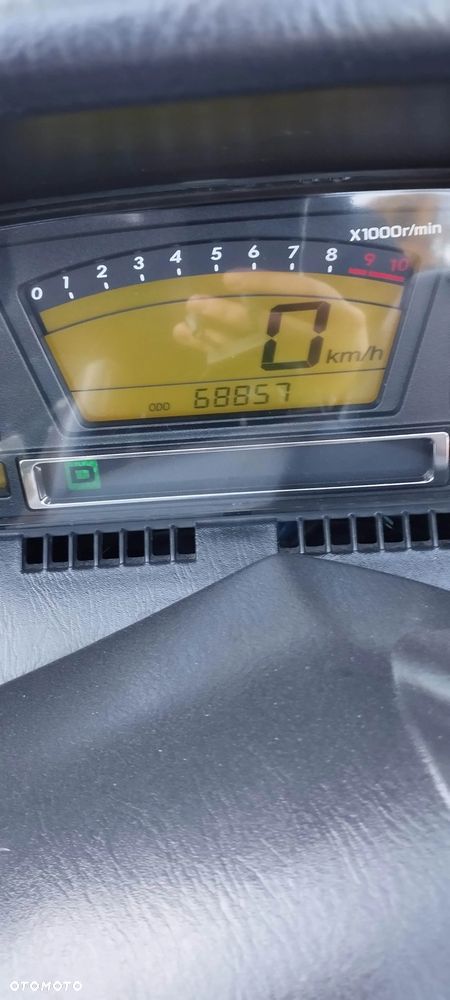 X1000r/min
0 1 2 3 4 5 6 7 8 9 10
0 km/h
ODO 68857
D
OTOMOTO